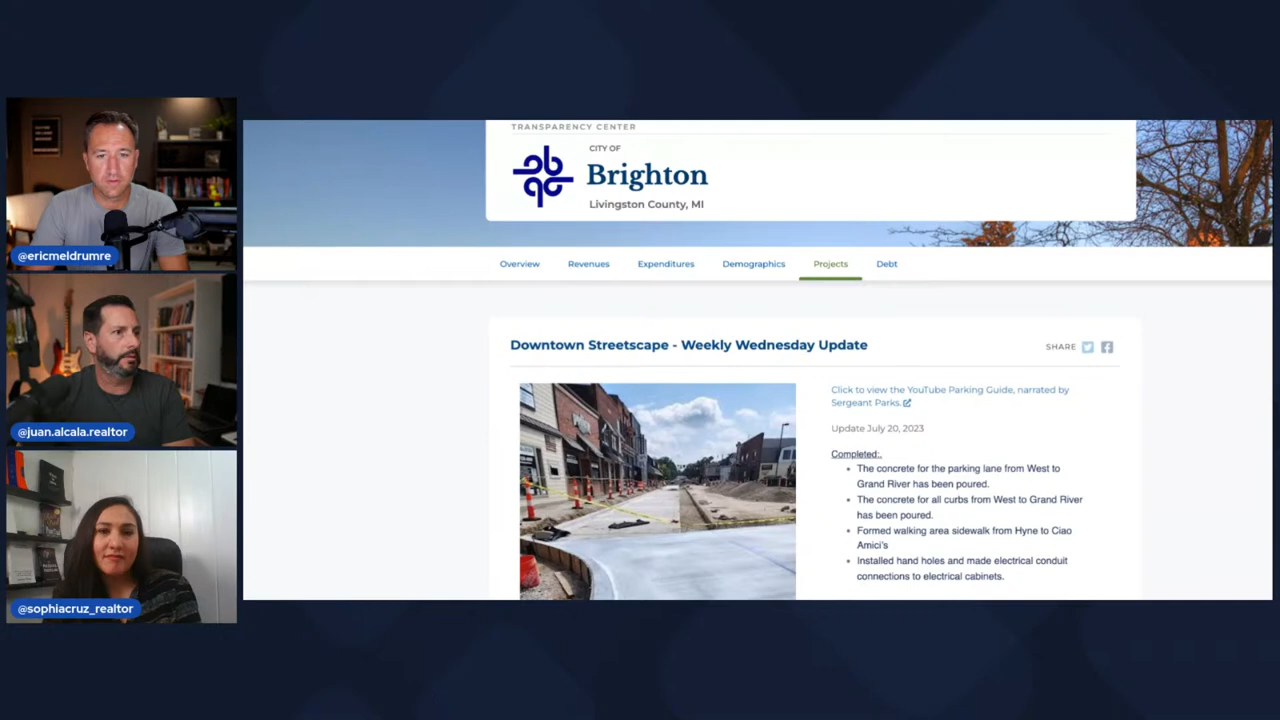 @ericmeldrumre
@juan.alcala.realtor
@sophiacruz_realtor
TRANSPARENCY CENTER
CITY OF
Brighton
Livingston County, MI
Overview Revenues Expenditures Demographics Projects Debt
Downtown Streetscape - Weekly Wednesday Update
SHARE
Click to view the YouTube Parking Guide, narrated by
Sergeant Parks.
Update July 20, 2023
Completed:.
The concrete for the parking lane from West to
Grand River has been poured.
The concrete for all curbs from West to Grand River
has been poured.
Formed walking area sidewalk from Hyne to Ciao
Amici's
Installed hand holes and made electrical conduit
connections to electrical cabinets.